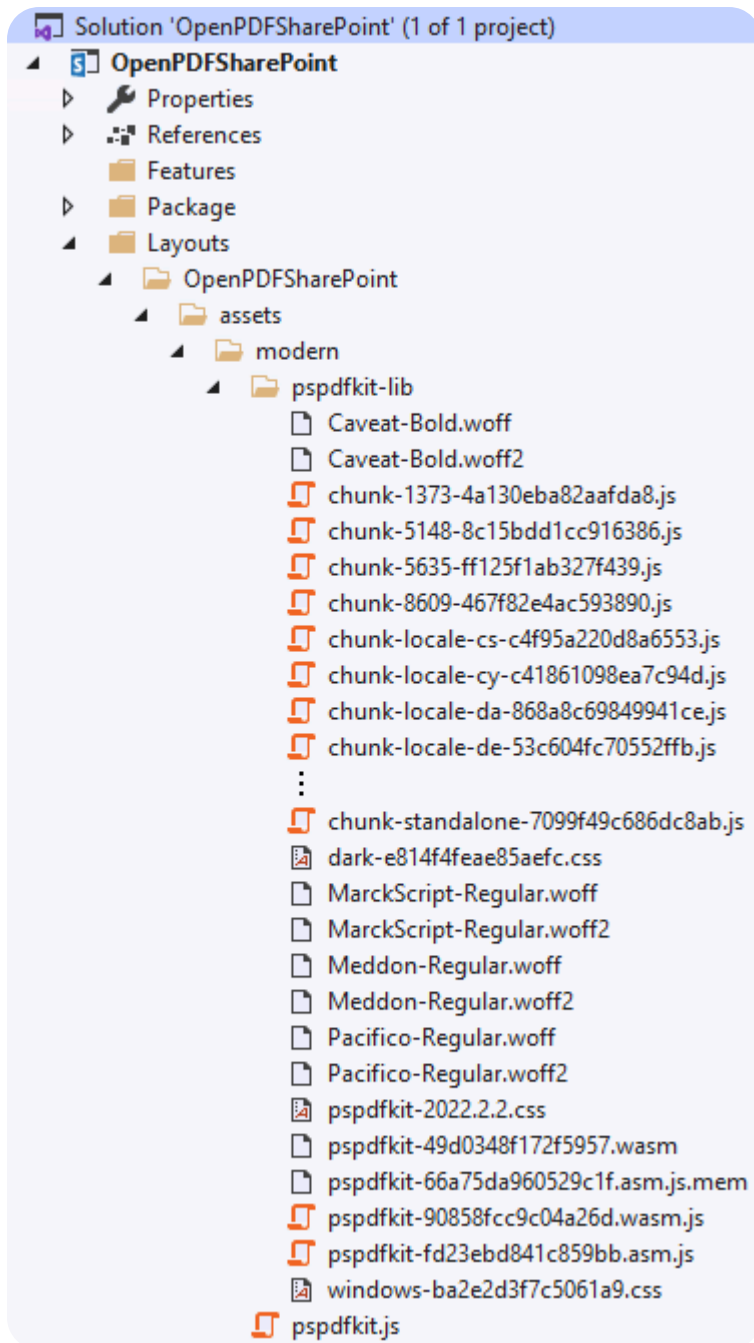 Solution 'OpenPDFSharePoint' (1 of 1 project)
OpenPDFSharePoint
Properties
References
Features
Package
Layouts
OpenPDFSharePoint
assets
modern
pspdfkit-lib
Caveat-Bold.woff
Caveat-Bold.woff2
chunk-1373-4a130eba82aafda8.js
chunk-5148-8c15bdd1cc916386.js
chunk-5635-ff125f1ab327f439.js
chunk-8609-467f82e4ac593890.js
chunk-locale-cs-c4f95a220d8a6553.js
chunk-locale-cy-c41861098ea7c94d.js
chunk-locale-da-868a8c69849941ce.js
chunk-locale-de-53c604fc70552ffb.js
⋮
chunk-standalone-7099f49c686dc8ab.js
dark-e814f4feae85aefc.css
MarckScript-Regular.woff
MarckScript-Regular.woff2
Meddon-Regular.woff
Meddon-Regular.woff2
Pacifico-Regular.woff
Pacifico-Regular.woff2
pspdfkit-2022.2.2.css
pspdfkit-49d0348f172f5957.wasm
pspdfkit-66a75da960529c1f.asm.js.mem
pspdfkit-90858fcc9c04a26d.wasm.js
pspdfkit-fd23ebd841c859bb.asm.js
windows-ba2e2d3f7c5061a9.css
pspdfkit.js